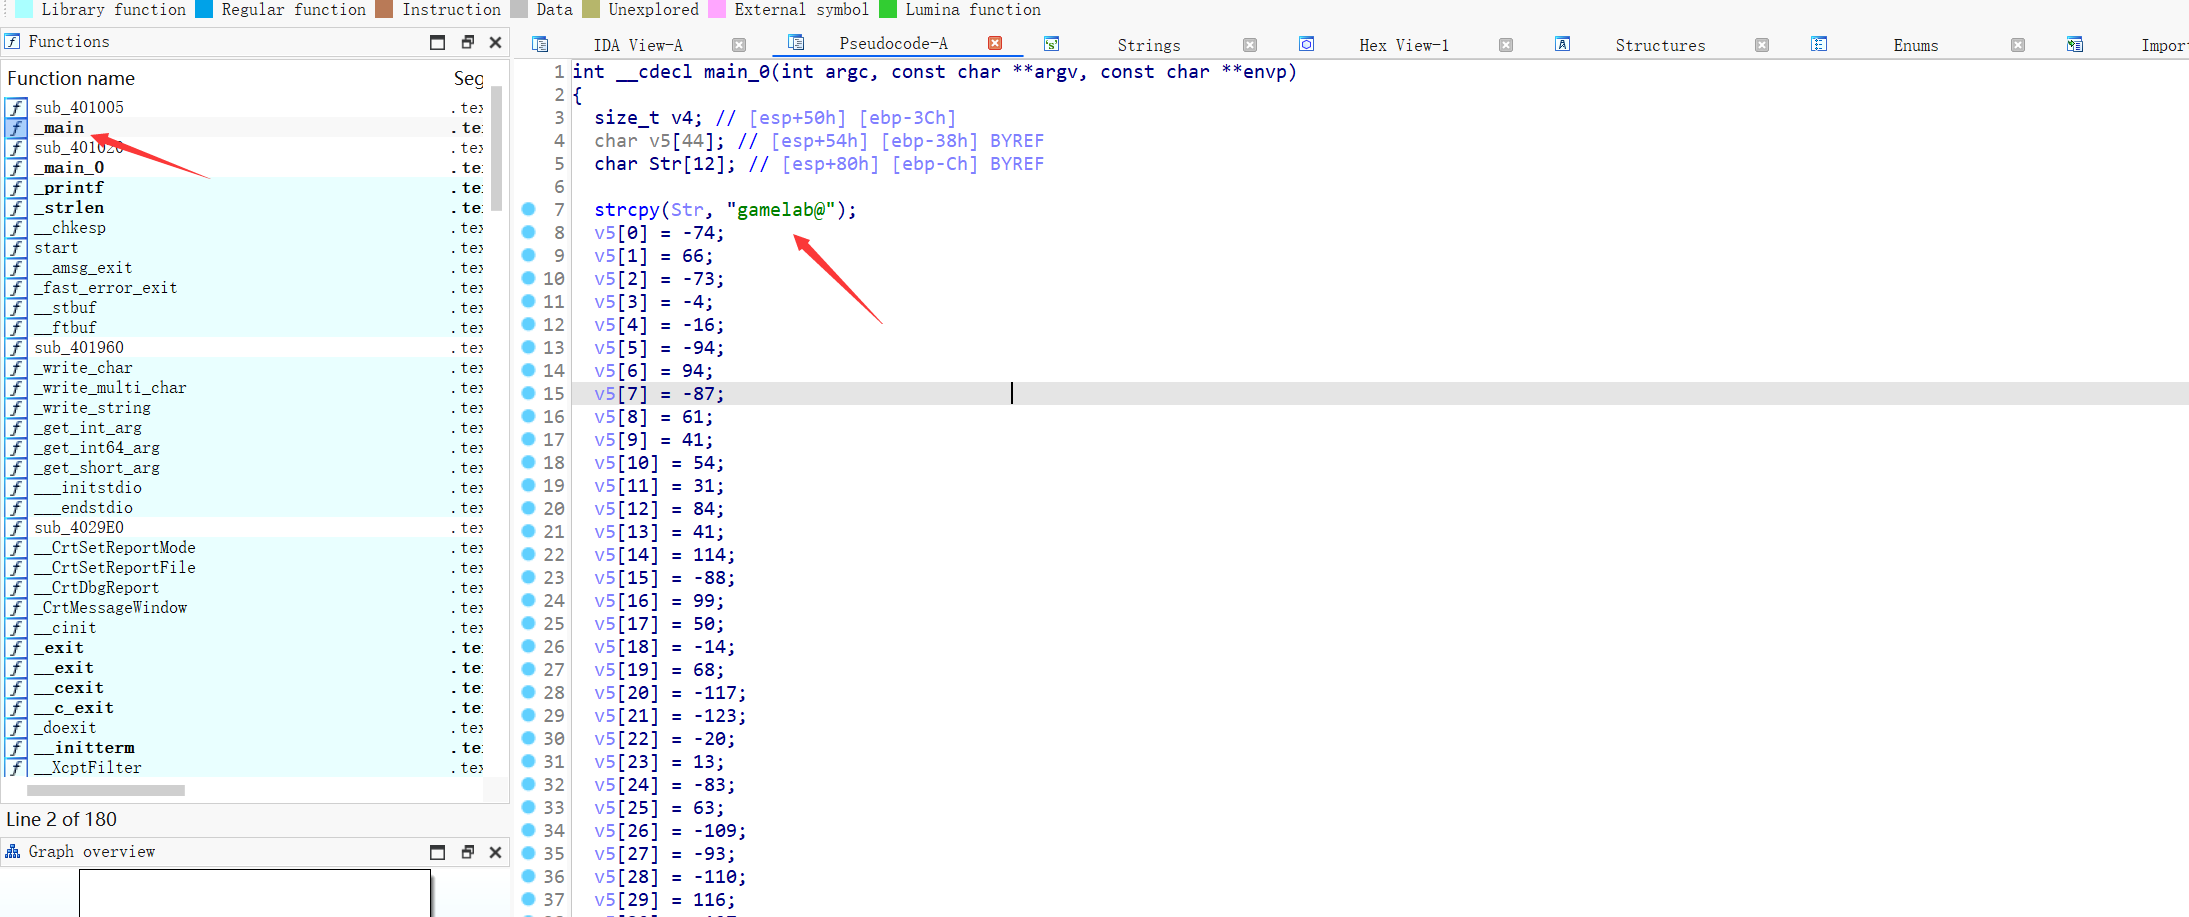 Library function Regular function Instruction Data Unexplored External symbol Lumina function
Functions
IDA View-A Pseudocode-A Strings Hex View-1 Structures Enums Impor
Function name Seg
sub_401005 .tex
_main .te
sub_401020 .tex
_main_0 .te
_printf .te
_strlen .te
__chkesp .tex
start .tex
__amsg_exit .tex
_fast_error_exit .tex
__stbuf .tex
__ftbuf .tex
sub_401960 .tex
_write_char .tex
_write_multi_char .tex
_write_string .tex
_get_int_arg .tex
_get_int64_arg .tex
_get_short_arg .tex
___initstdio .tex
___endstdio .tex
sub_4029E0 .tex
__CrtSetReportMode .tex
__CrtSetReportFile .tex
__CrtDbgReport .tex
_CrtMessageWindow .tex
__cinit .tex
_exit .te
__exit .te
__cexit .te
__c_exit .te
_doexit .tex
__initterm .te
__XcptFilter .tex
Line 2 of 180
Graph overview
1 int __cdecl main_0(int argc, const char **argv, const char **envp)
2 {
3 size_t v4; // [esp+50h] [ebp-3Ch]
4 char v5[44]; // [esp+54h] [ebp-38h] BYREF
5 char Str[12]; // [esp+80h] [ebp-Ch] BYREF
6
7 strcpy(Str, "gamelab@");
8 v5[0] = -74;
9 v5[1] = 66;
10 v5[2] = -73;
11 v5[3] = -4;
12 v5[4] = -16;
13 v5[5] = -94;
14 v5[6] = 94;
15 v5[7] = -87;
16 v5[8] = 61;
17 v5[9] = 41;
18 v5[10] = 54;
19 v5[11] = 31;
20 v5[12] = 84;
21 v5[13] = 41;
22 v5[14] = 114;
23 v5[15] = -88;
24 v5[16] = 99;
25 v5[17] = 50;
26 v5[18] = -14;
27 v5[19] = 68;
28 v5[20] = -117;
29 v5[21] = -123;
30 v5[22] = -20;
31 v5[23] = 13;
32 v5[24] = -83;
33 v5[25] = 63;
34 v5[26] = -109;
35 v5[27] = -93;
36 v5[28] = -110;
37 v5[29] = 116;